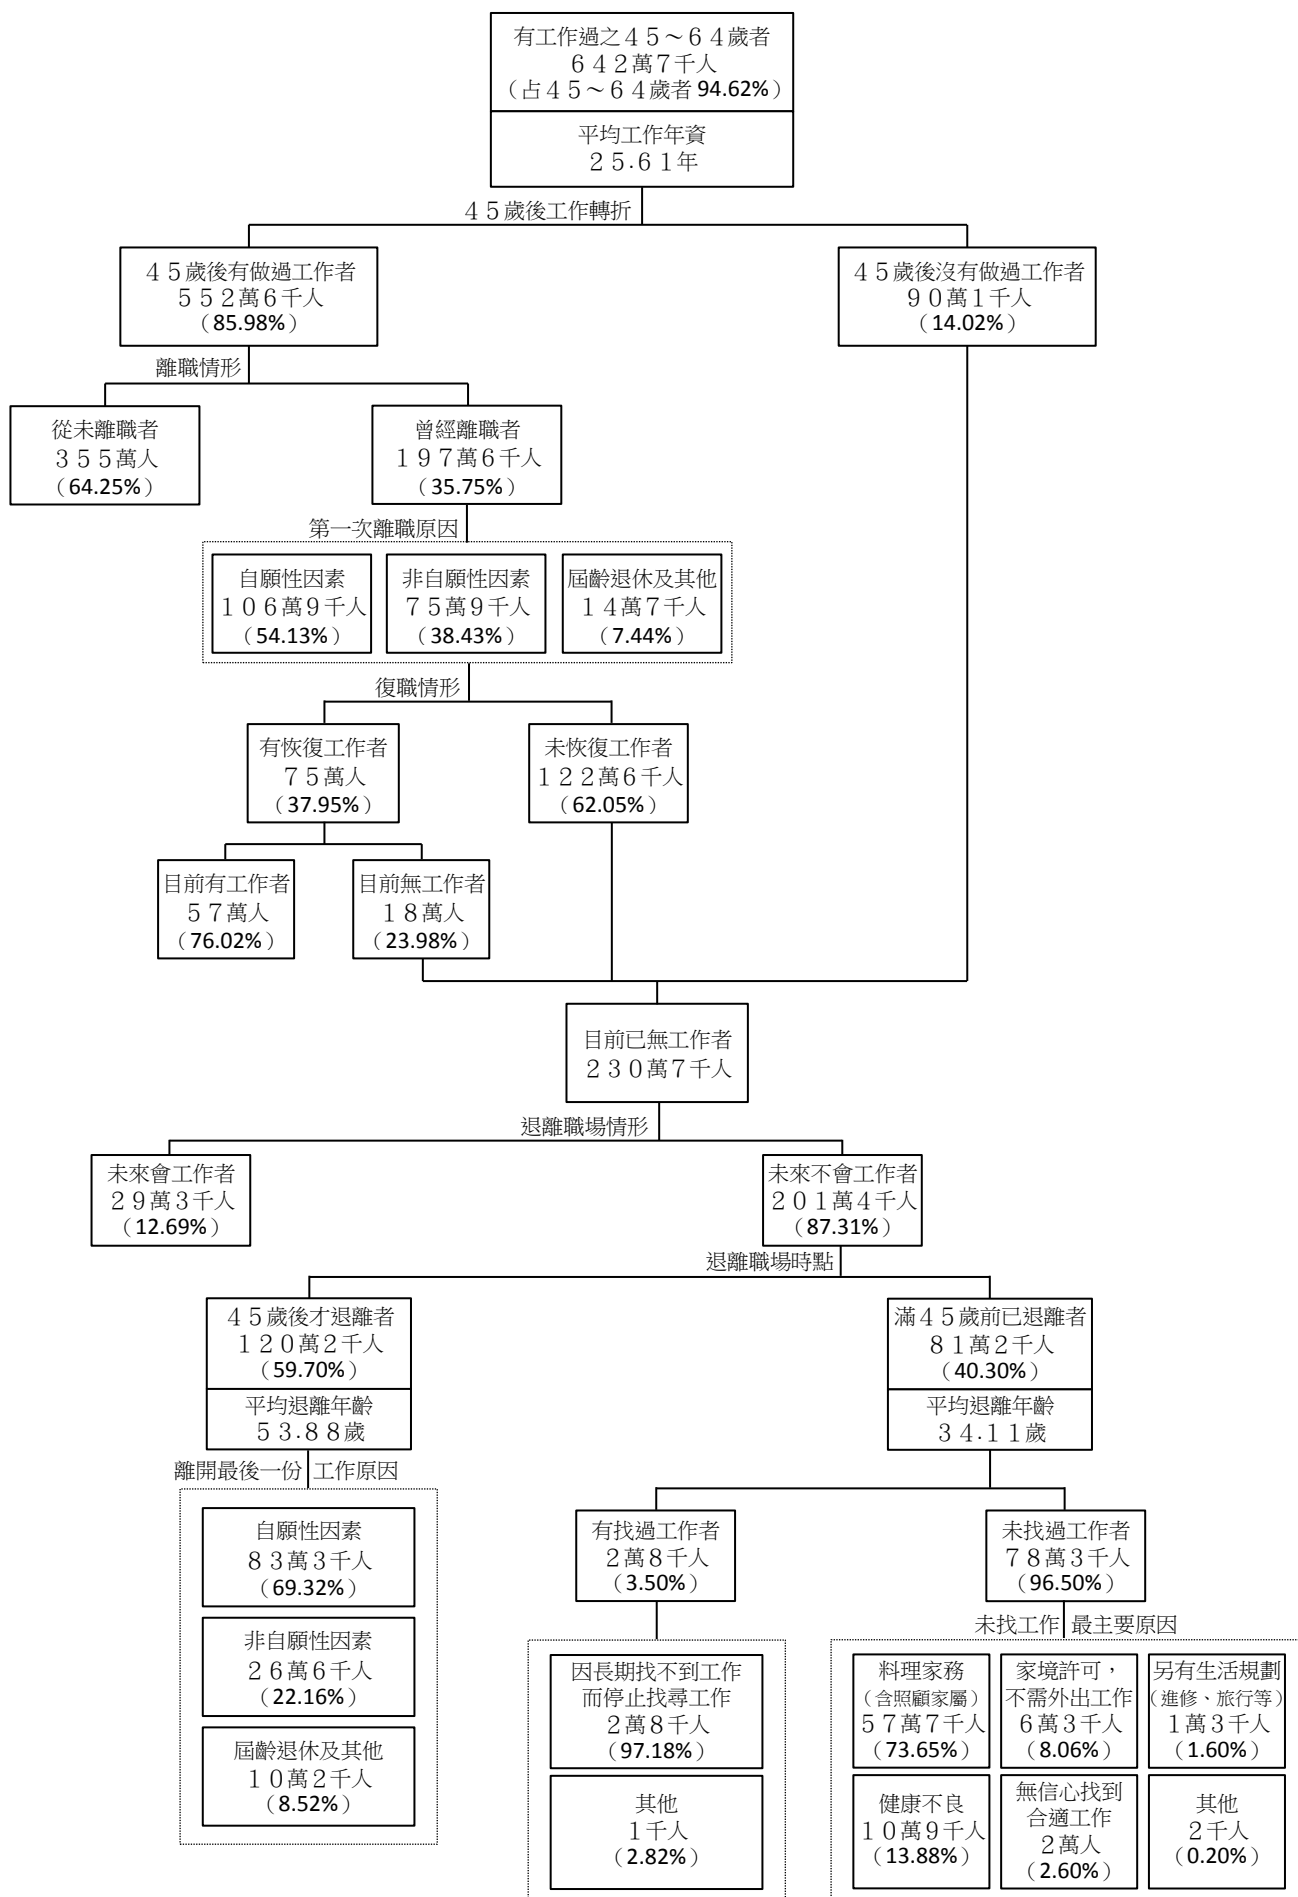 有工作過之４５～６４歲者
６４２萬７千人
（占４５～６４歲者 94.62%）
平均工作年資
２５.６１年
４５歲後工作轉折
４５歲後有做過工作者
５５２萬６千人
（85.98%）
４５歲後沒有做過工作者
９０萬１千人
（14.02%）
離職情形
從未離職者
３５５萬人
（64.25%）
曾經離職者
１９７萬６千人
（35.75%）
第一次離職原因
自願性因素
１０６萬９千人
（54.13%）
非自願性因素
７５萬９千人
（38.43%）
屆齡退休及其他
１４萬７千人
（7.44%）
復職情形
有恢復工作者
７５萬人
（37.95%）
未恢復工作者
１２２萬６千人
（62.05%）
目前有工作者
５７萬人
（76.02%）
目前無工作者
１８萬人
（23.98%）
目前已無工作者
２３０萬７千人
退離職場情形
未來會工作者
２９萬３千人
（12.69%）
未來不會工作者
２０１萬４千人
（87.31%）
退離職場時點
４５歲後才退離者
１２０萬２千人
（59.70%）
平均退離年齡
５３.８８歲
滿４５歲前已退離者
８１萬２千人
（40.30%）
平均退離年齡
３４.１１歲
離開最後一份工作原因
自願性因素
８３萬３千人
（69.32%）
非自願性因素
２６萬６千人
（22.16%）
屆齡退休及其他
１０萬２千人
（8.52%）
有找過工作者
２萬８千人
（3.50%）
未找過工作者
７８萬３千人
（96.50%）
未找工作最主要原因
因長期找不到工作
而停止找尋工作
２萬８千人
（97.18%）
其他
１千人
（2.82%）
料理家務
（含照顧家屬）
５７萬７千人
（73.65%）
家境許可，
不需外出工作
６萬３千人
（8.06%）
另有生活規劃
（進修、旅行等）
１萬３千人
（1.60%）
健康不良
１０萬９千人
（13.88%）
無信心找到
合適工作
２萬人
（2.60%）
其他
２千人
（0.20%）